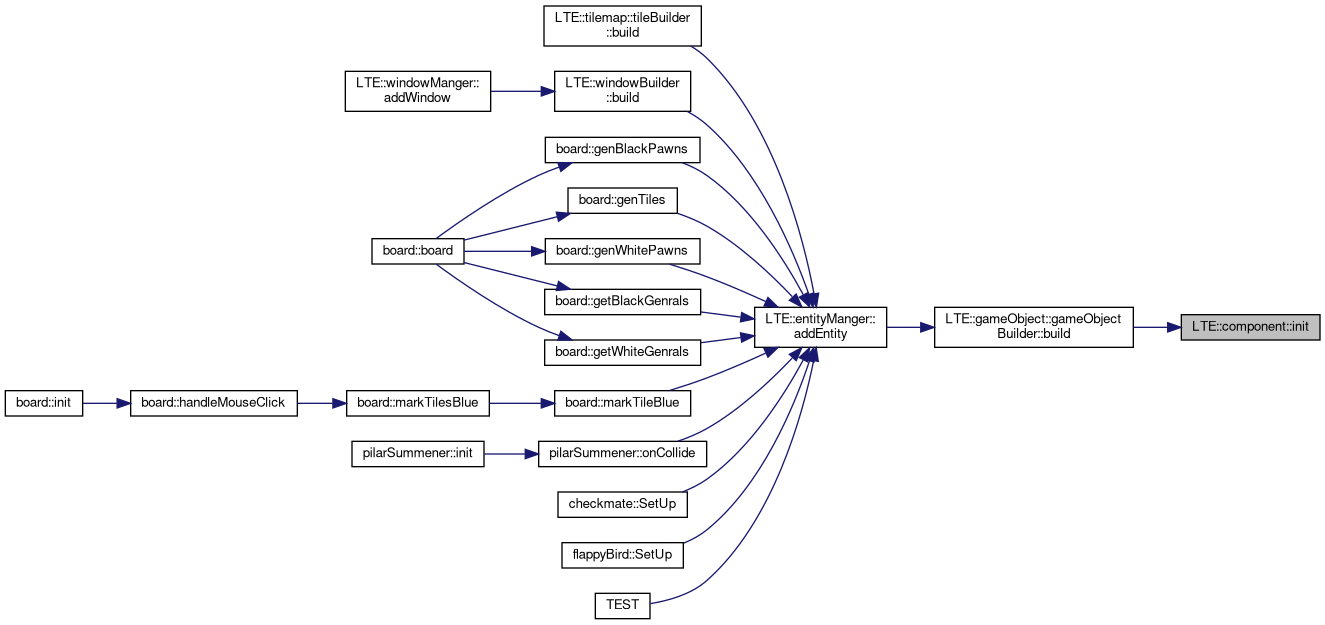 LTE::tilemap::tileBuilder
::build
LTE::windowManger::
addWindow
LTE::windowBuilder
::build
board::genBlackPawns
board::genTiles
board::board
board::genWhitePawns
board::getBlackGenrals
LTE::entityManger::
addEntity
LTE::gameObject::gameObject
Builder::build
LTE::component::init
board::getWhiteGenrals
board::init
board::handleMouseClick
board::markTilesBlue
board::markTileBlue
pilarSummener::init
pilarSummener::onCollide
checkmate::SetUp
flappyBird::SetUp
TEST